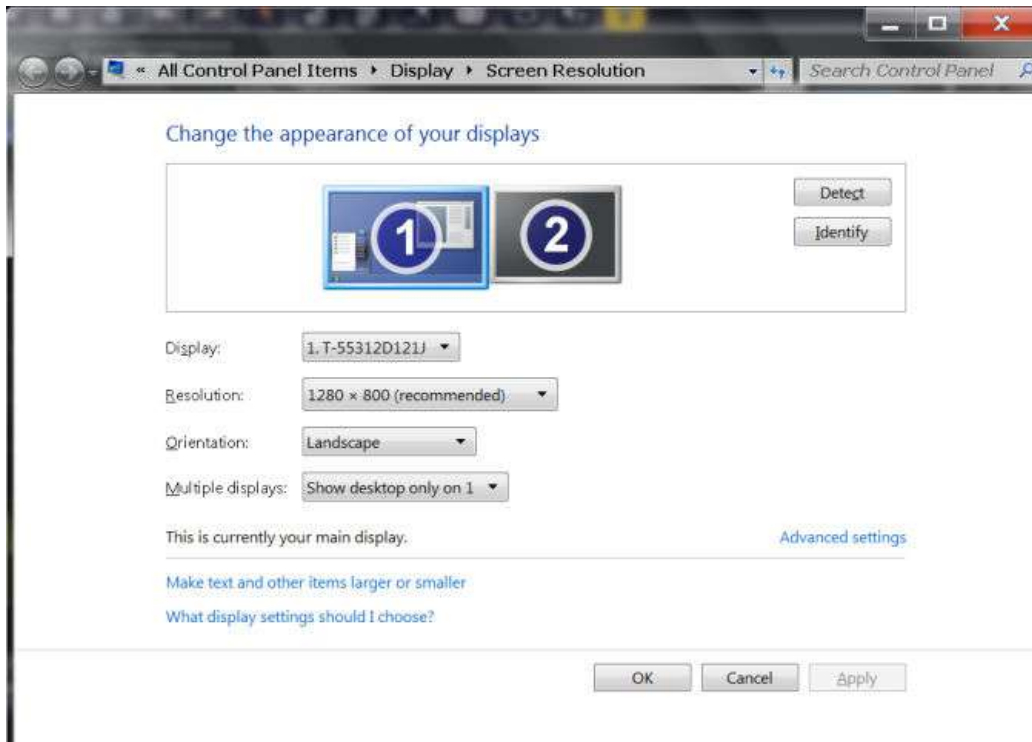 « All Control Panel Items ▸ Display ▸ Screen Resolution Search Control Panel
Change the appearance of your displays
1 2
Detect
Identify
Display: 1. T-55312D121J
Resolution: 1280 × 800 (recommended)
Orientation: Landscape
Multiple displays: Show desktop only on 1
This is currently your main display. Advanced settings
Make text and other items larger or smaller
What display settings should I choose?
OK Cancel Apply